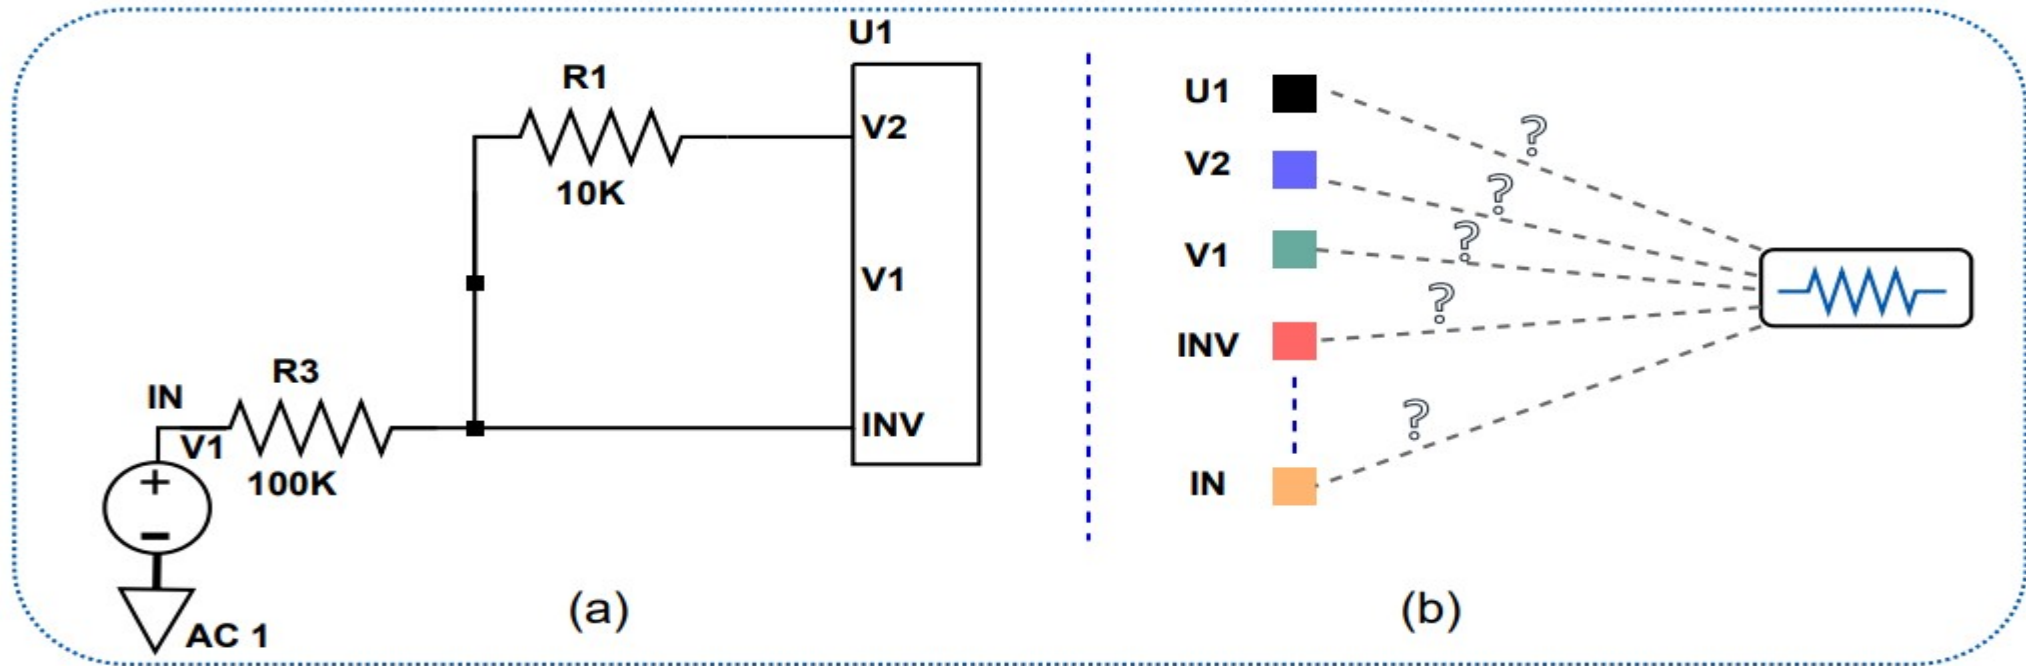 U1
R1
V2
10K
V1
R3
IN
V1
INV
100K
+
-
AC 1
(a)
U1
?
V2
?
V1
?
INV
?
IN
?
(b)